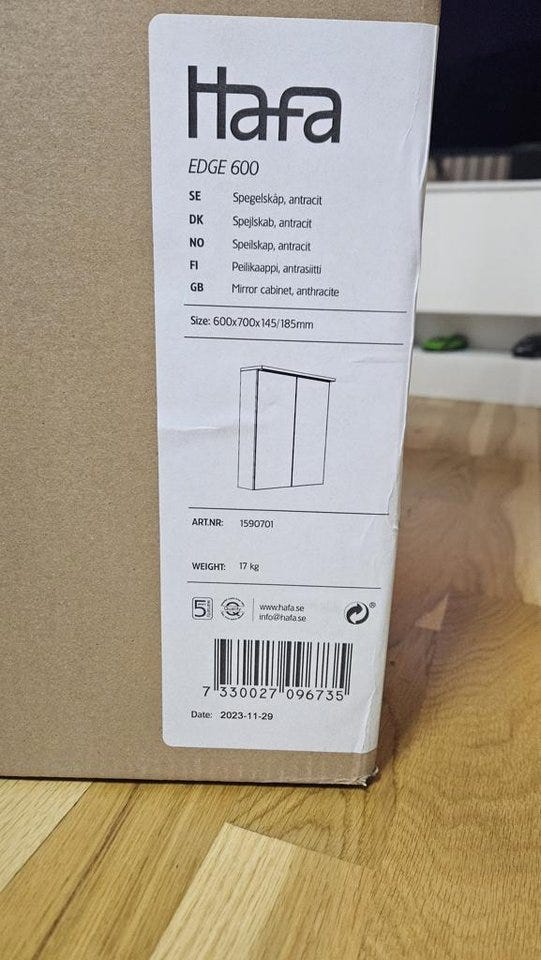 Hafa
EDGE 600
SE Spegelskåp, antracit
DK Spejlskab, antracit
NO Speilskap, antracit
FI Peilikaappi, antrasiitti
GB Mirror cabinet, anthracite
Size: 600x700x145/185mm
ART.NR: 1590701
WEIGHT: 17 kg
5
www.hafa.se
info@hafa.se
7 330027 096735
Date: 2023-11-29